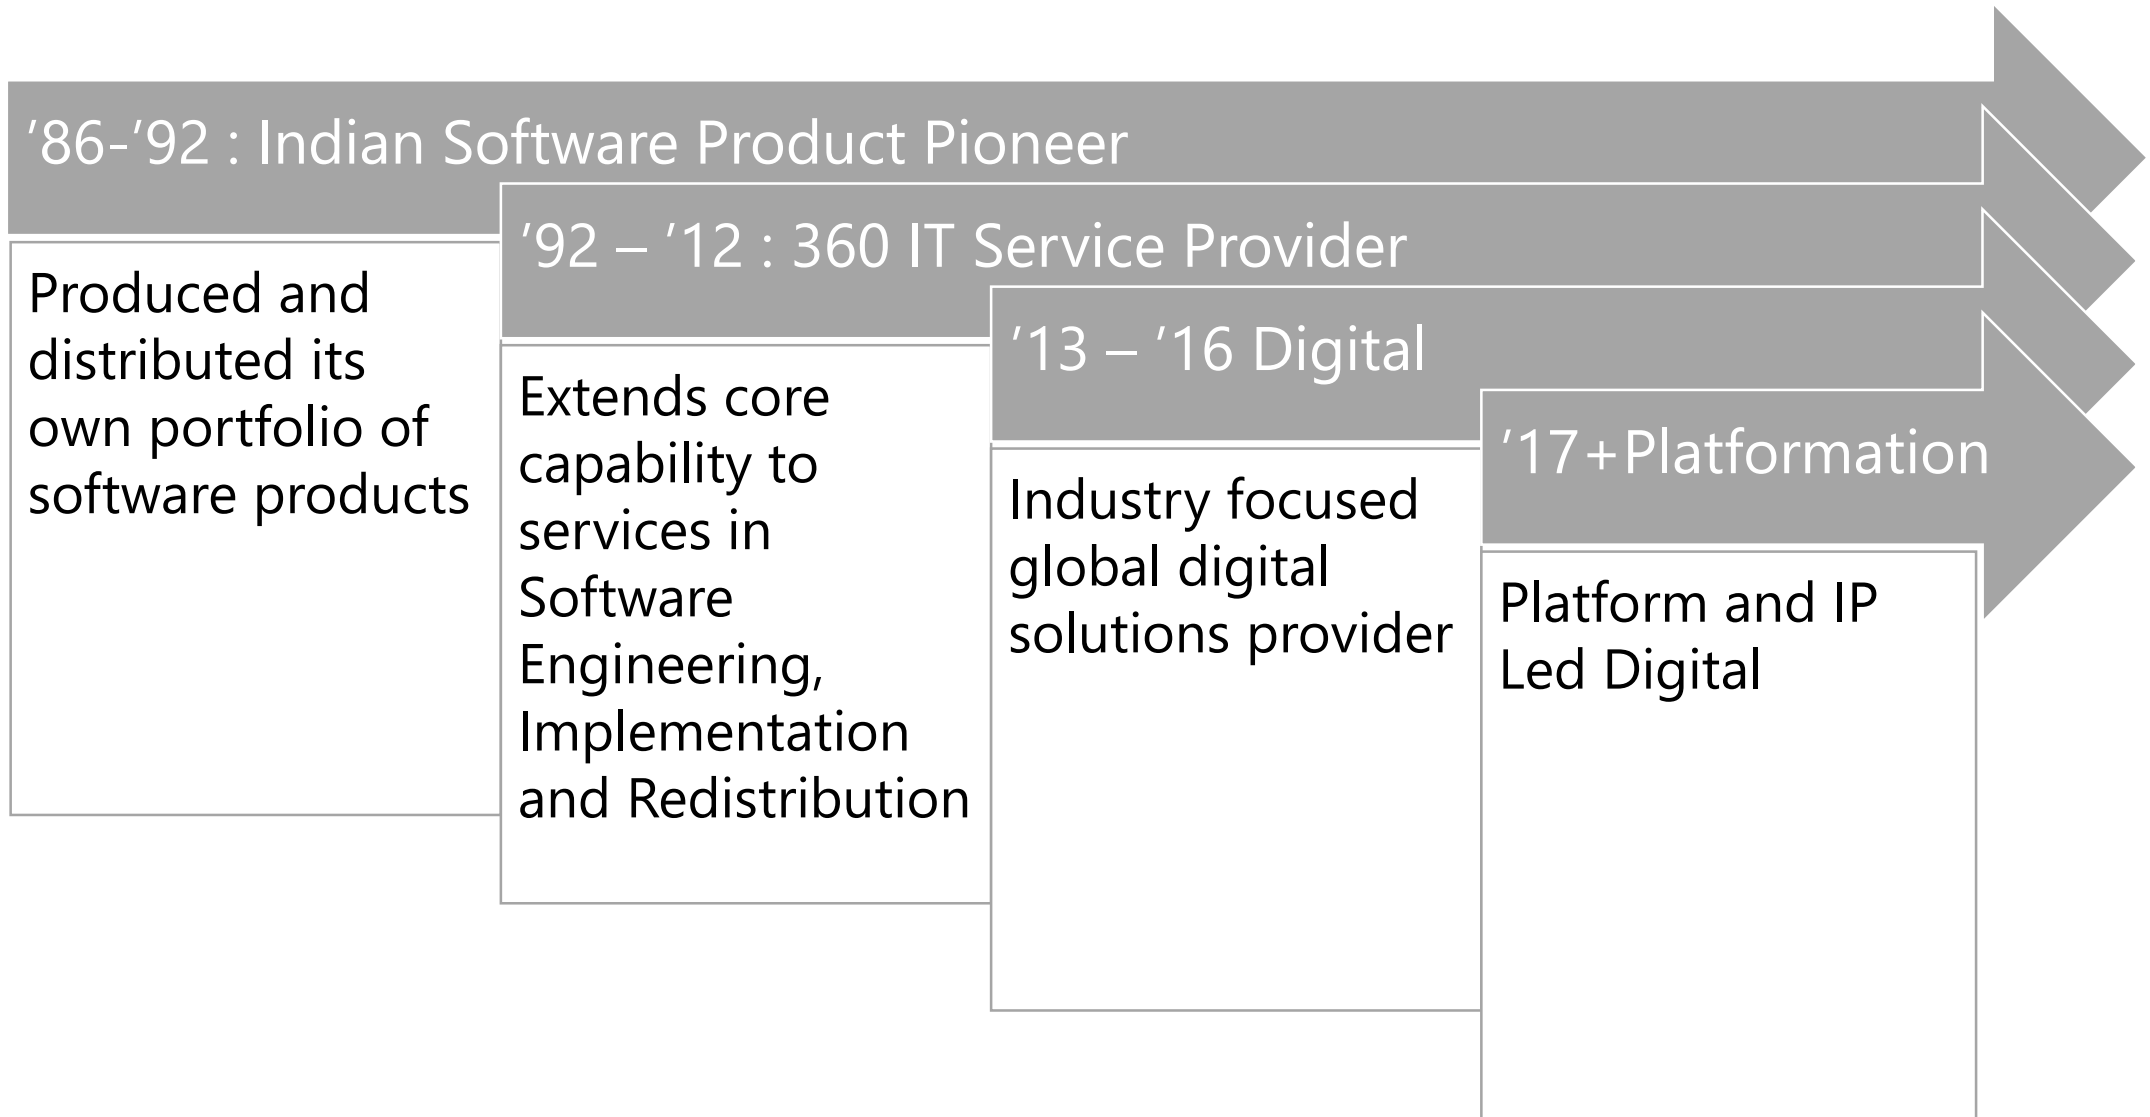 ’86-’92 : Indian Software Product Pioneer
Produced and
distributed its
own portfolio of
software products
’92 – ’12 : 360 IT Service Provider
Extends core
capability to
services in
Software
Engineering,
Implementation
and Redistribution
’13 – ’16 Digital
Industry focused
global digital
solutions provider
’17+Platformation
Platform and IP
Led Digital